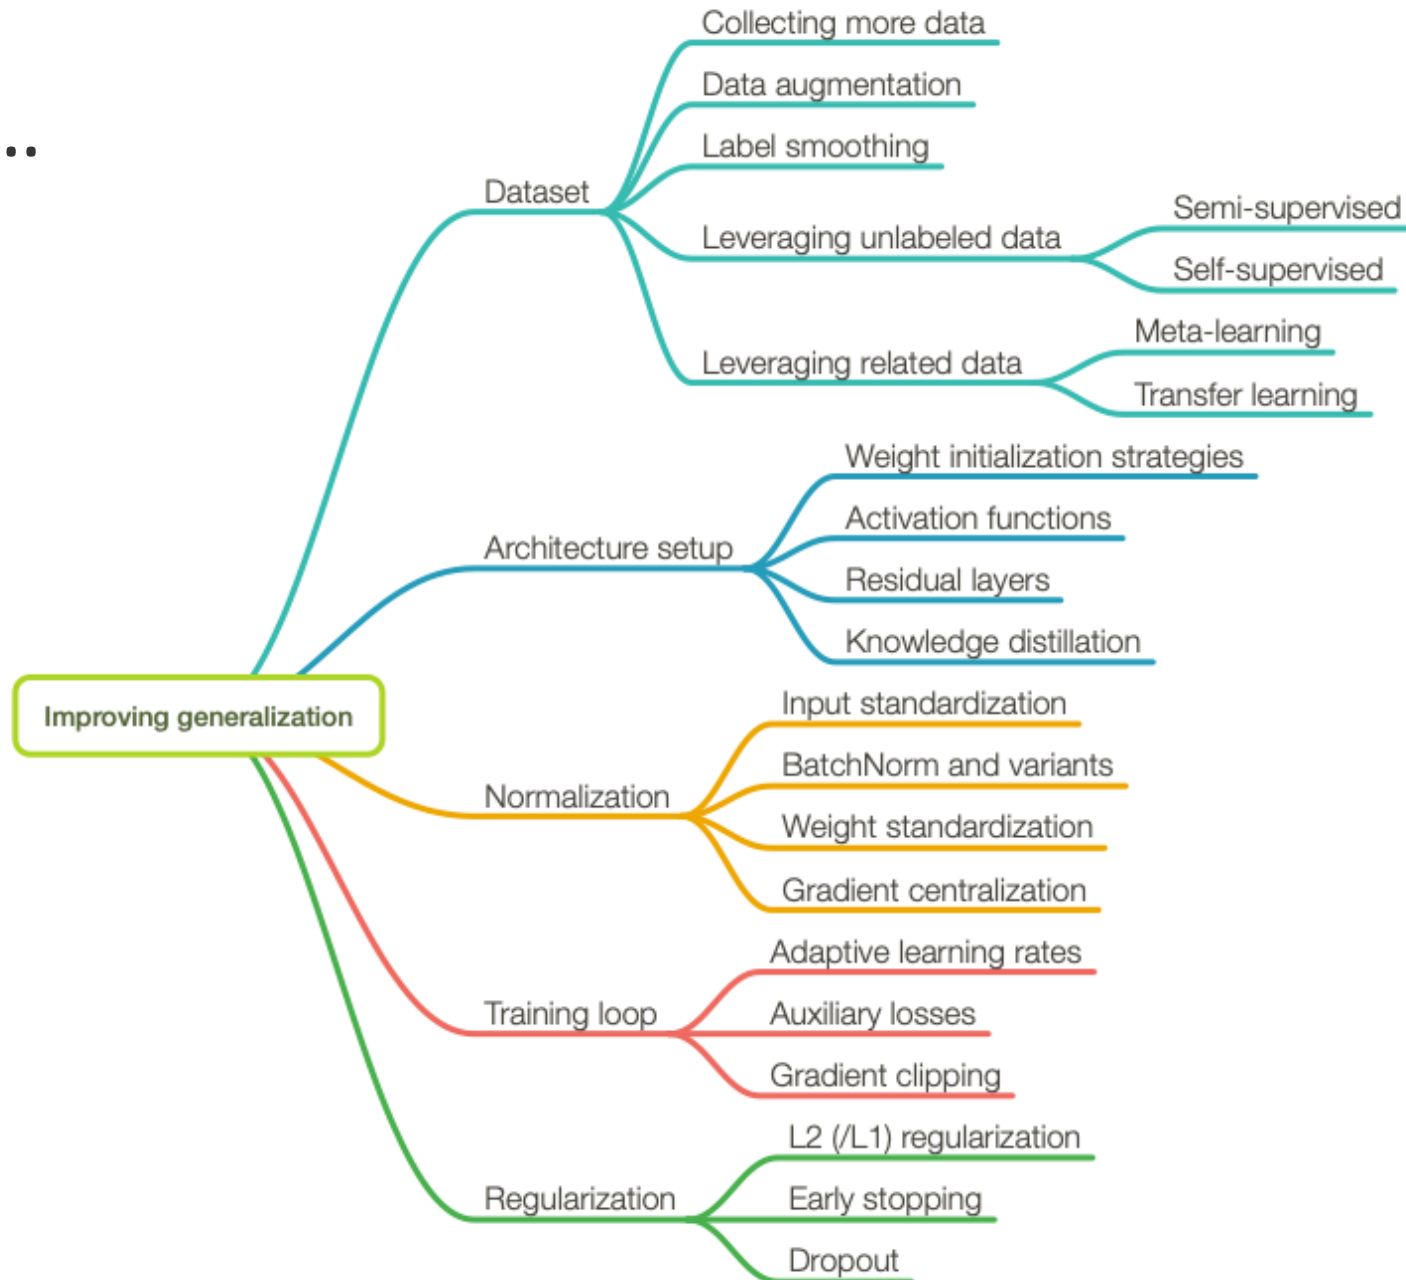 Improving generalization
Dataset
Collecting more data
Data augmentation
Label smoothing
Leveraging unlabeled data
Semi-supervised
Self-supervised
Leveraging related data
Meta-learning
Transfer learning
Architecture setup
Weight initialization strategies
Activation functions
Residual layers
Knowledge distillation
Normalization
Input standardization
BatchNorm and variants
Weight standardization
Gradient centralization
Training loop
Adaptive learning rates
Auxiliary losses
Gradient clipping
Regularization
L2 (/L1) regularization
Early stopping
Dropout